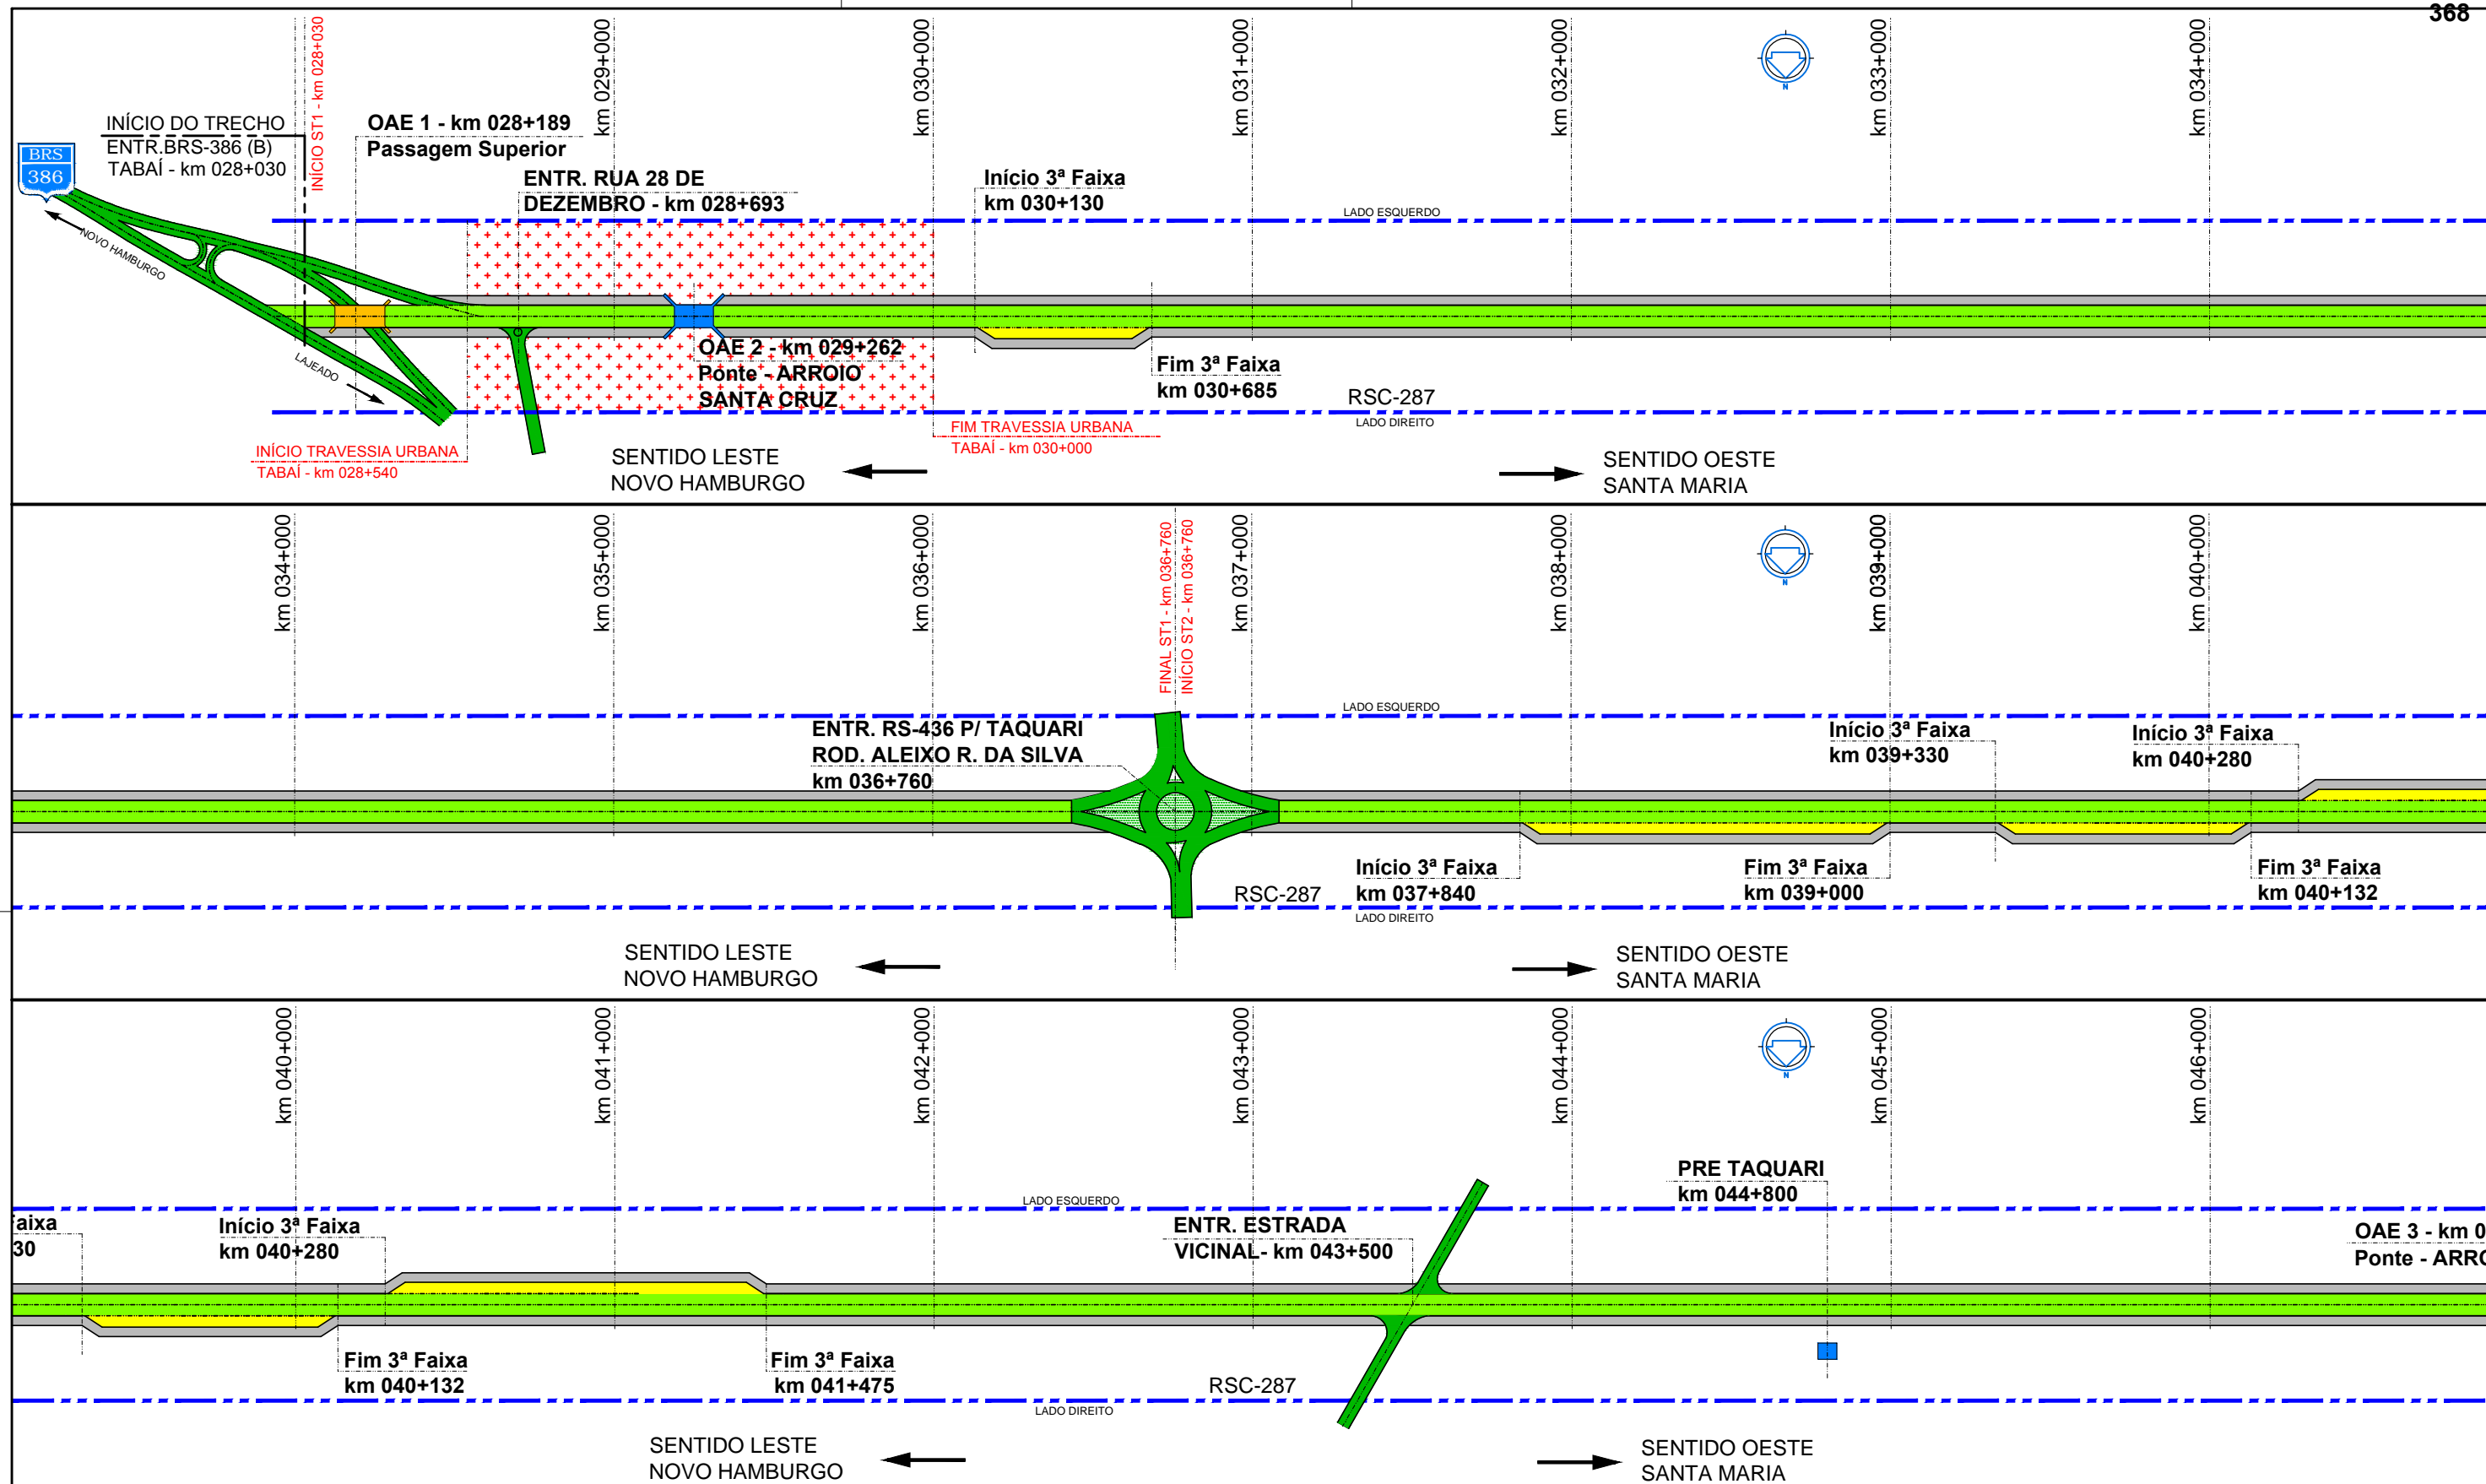 368
INÍCIO ST1 - km 028+030
km 029+000
km 030+000
km 031+000
km 032+000
km 033+000
km 034+000
N
INÍCIO DO TRECHO
ENTR.BRS-386 (B)
TABAÍ - km 028+030
BRS
386
OAE 1 - km 028+189
Passagem Superior
ENTR. RUA 28 DE
DEZEMBRO - km 028+693
Início 3ª Faixa
km 030+130
LADO ESQUERDO
NOVO HAMBURGO
LAJEADO
OAE 2 - km 029+262
Ponte - ARROIO
SANTA CRUZ
Fim 3ª Faixa
km 030+685
RSC-287
LADO DIREITO
INÍCIO TRAVESSIA URBANA
TABAÍ - km 028+540
FIM TRAVESSIA URBANA
TABAÍ - km 030+000
SENTIDO LESTE
NOVO HAMBURGO
SENTIDO OESTE
SANTA MARIA
km 034+000
km 035+000
km 036+000
FINAL ST1 - km 036+760
INÍCIO ST2 - km 036+760
km 037+000
km 038+000
km 039+000
km 040+000
N
LADO ESQUERDO
ENTR. RS-436 P/ TAQUARI
ROD. ALEIXO R. DA SILVA
km 036+760
Início 3ª Faixa
km 039+330
Início 3ª Faixa
km 040+280
RSC-287
Início 3ª Faixa
km 037+840
Fim 3ª Faixa
km 039+000
Fim 3ª Faixa
km 040+132
LADO DIREITO
SENTIDO LESTE
NOVO HAMBURGO
SENTIDO OESTE
SANTA MARIA
km 040+000
km 041+000
km 042+000
km 043+000
km 044+000
km 045+000
km 046+000
N
PRE TAQUARI
km 044+800
LADO ESQUERDO
Faixa
30
Início 3ª Faixa
km 040+280
ENTR. ESTRADA
VICINAL- km 043+500
OAE 3 - km 0
Ponte - ARRO
Fim 3ª Faixa
km 040+132
Fim 3ª Faixa
km 041+475
RSC-287
LADO DIREITO
SENTIDO LESTE
NOVO HAMBURGO
SENTIDO OESTE
SANTA MARIA